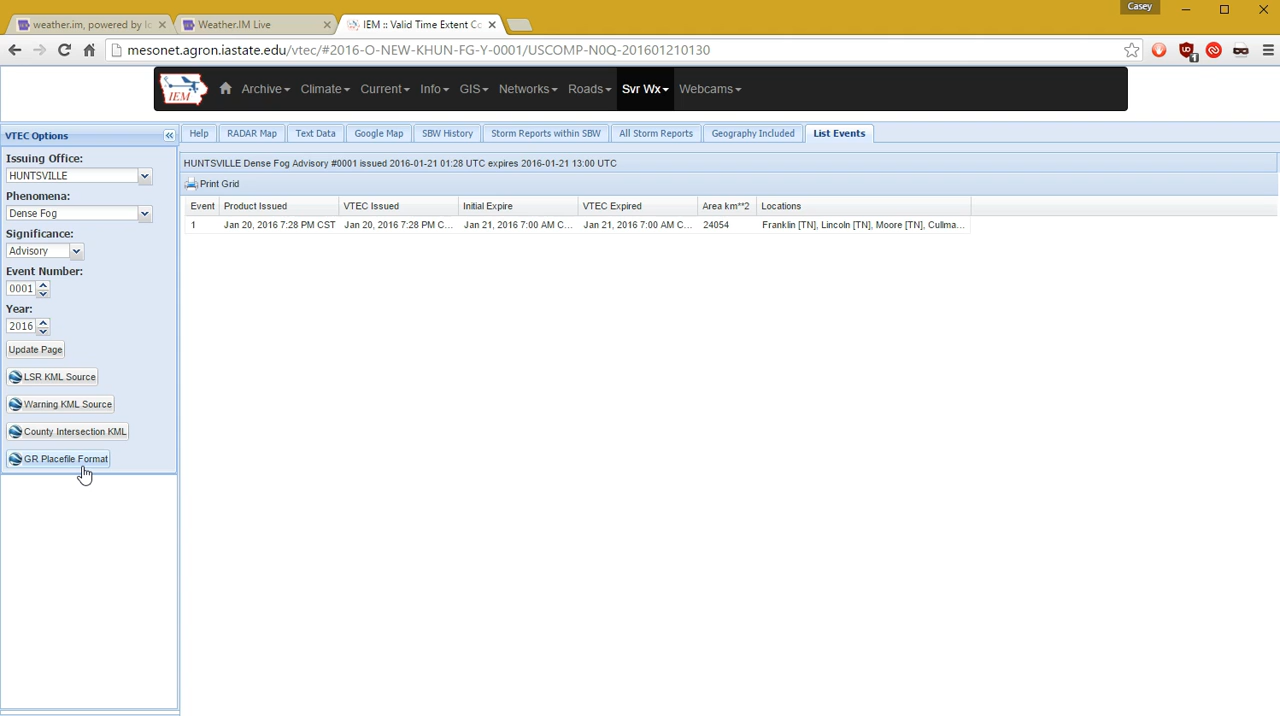 Casey
weather.im, powered by Ic
Weather.IM Live
IEM :: Valid Time Extent Co
mesonet.agron.iastate.edu/vtec/#2016-O-NEW-KHUN-FG-Y-0001/USCOMP-N0Q-201601210130
IEM Archive Climate Current Info GIS Networks Roads Svr Wx Webcams
VTEC Options
Help RADAR Map Text Data Google Map SBW History Storm Reports within SBW All Storm Reports Geography Included List Events
Issuing Office:
HUNTSVILLE
Phenomena:
Dense Fog
Significance:
Advisory
Event Number:
0001
Year:
2016
Update Page
LSR KML Source
Warning KML Source
County Intersection KML
GR Placefile Format
HUNTSVILLE Dense Fog Advisory #0001 issued 2016-01-21 01:28 UTC expires 2016-01-21 13:00 UTC
Print Grid
Event Product Issued VTEC Issued Initial Expire VTEC Expired Area km**2 Locations
1 Jan 20, 2016 7:28 PM CST Jan 20, 2016 7:28 PM C... Jan 21, 2016 7:00 AM C... Jan 21, 2016 7:00 AM C... 24054 Franklin [TN], Lincoln [TN], Moore [TN], Cullma...